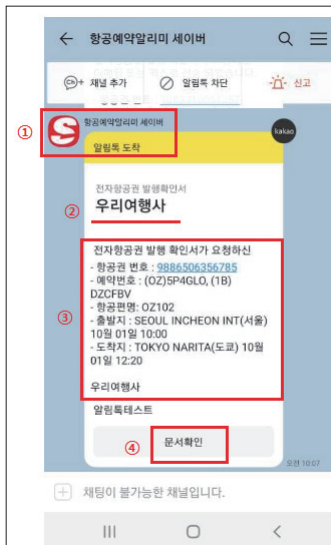 항공예약알리미 세이버
Ch+ 채널 추가
알림톡 차단
신고
①
S
항공예약알리미 세이버
kakao
알림톡 도착
전자항공권 발행확인서
②
우리여행사
전자항공권 발행 확인서가 요청하신
- 항공권 번호 : 9886506356785
- 예약번호 : (OZ)5P4GLO, (1B)
DZCFBV
- 항공편명: OZ102
③
- 출발지 : SEOUL INCHEON INT(서울)
10월 01일 10:00
- 도착지 : TOKYO NARITA(도쿄) 10월
01일 12:20
우리여행사
알림톡테스트
④
문서확인
오전 10:07
채팅이 불가능한 채널입니다.